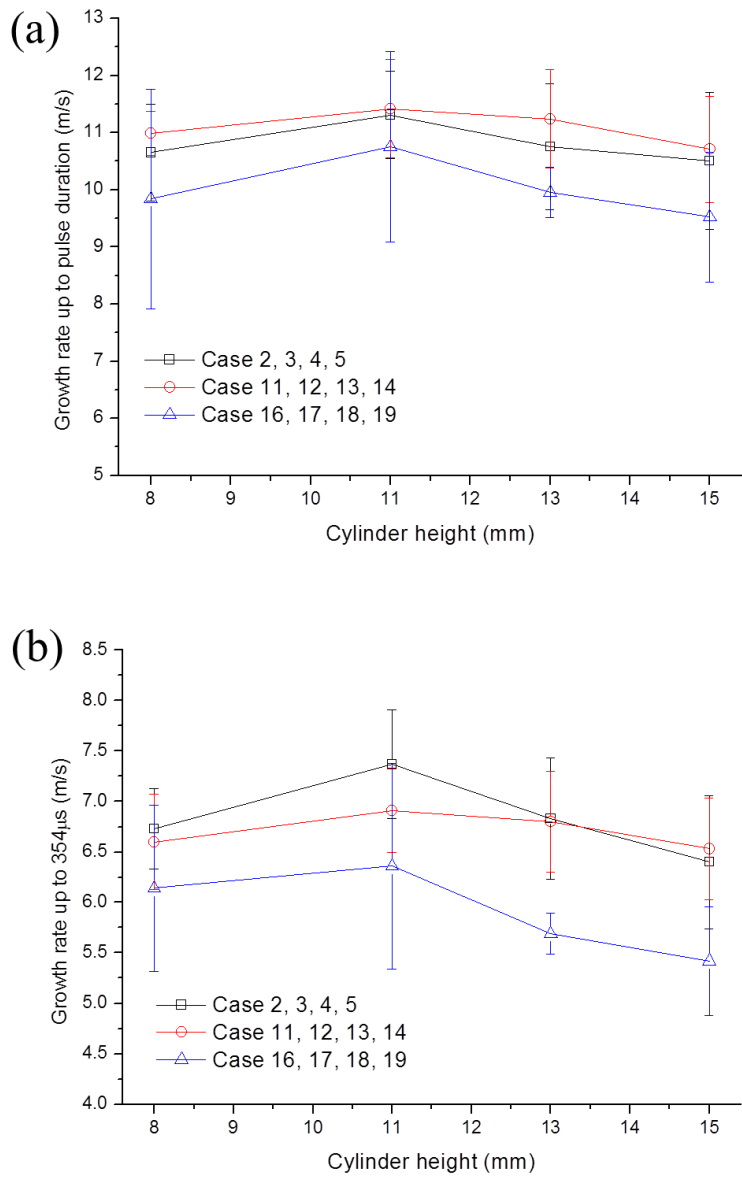 (a)
Growth rate up to pulse duration (m/s)
13
12
11
10
9
8
7
6
5
Case 2, 3, 4, 5
Case 11, 12, 13, 14
Case 16, 17, 18, 19
8 9 10 11 12 13 14 15
Cylinder height (mm)
(b)
Growth rate up to 354μs (m/s)
8.5
8.0
7.5
7.0
6.5
6.0
5.5
5.0
4.5
4.0
Case 2, 3, 4, 5
Case 11, 12, 13, 14
Case 16, 17, 18, 19
8 9 10 11 12 13 14 15
Cylinder height (mm)